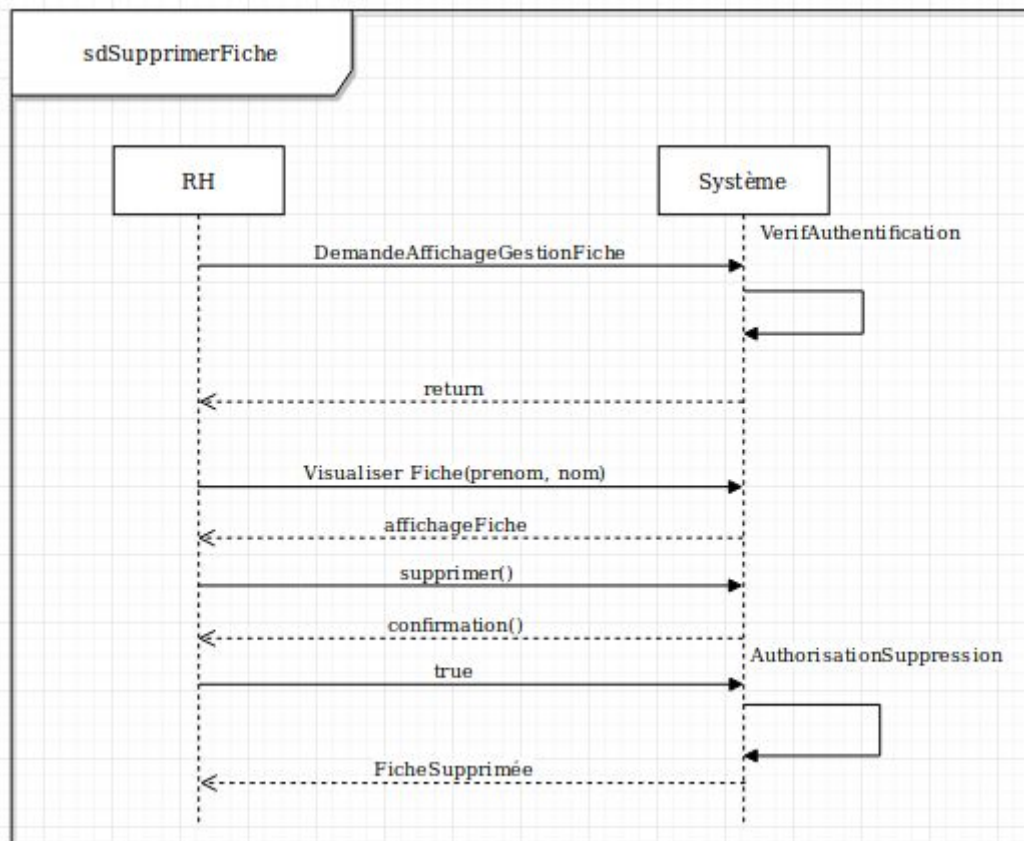 sdSupprimerFiche
RH
Système
VerifAuthentification
DemandeAffichageGestionFiche
return
Visualiser Fiche(prenom, nom)
affichageFiche
supprimer()
confirmation()
AuthorisationSuppression
true
FicheSupprimée